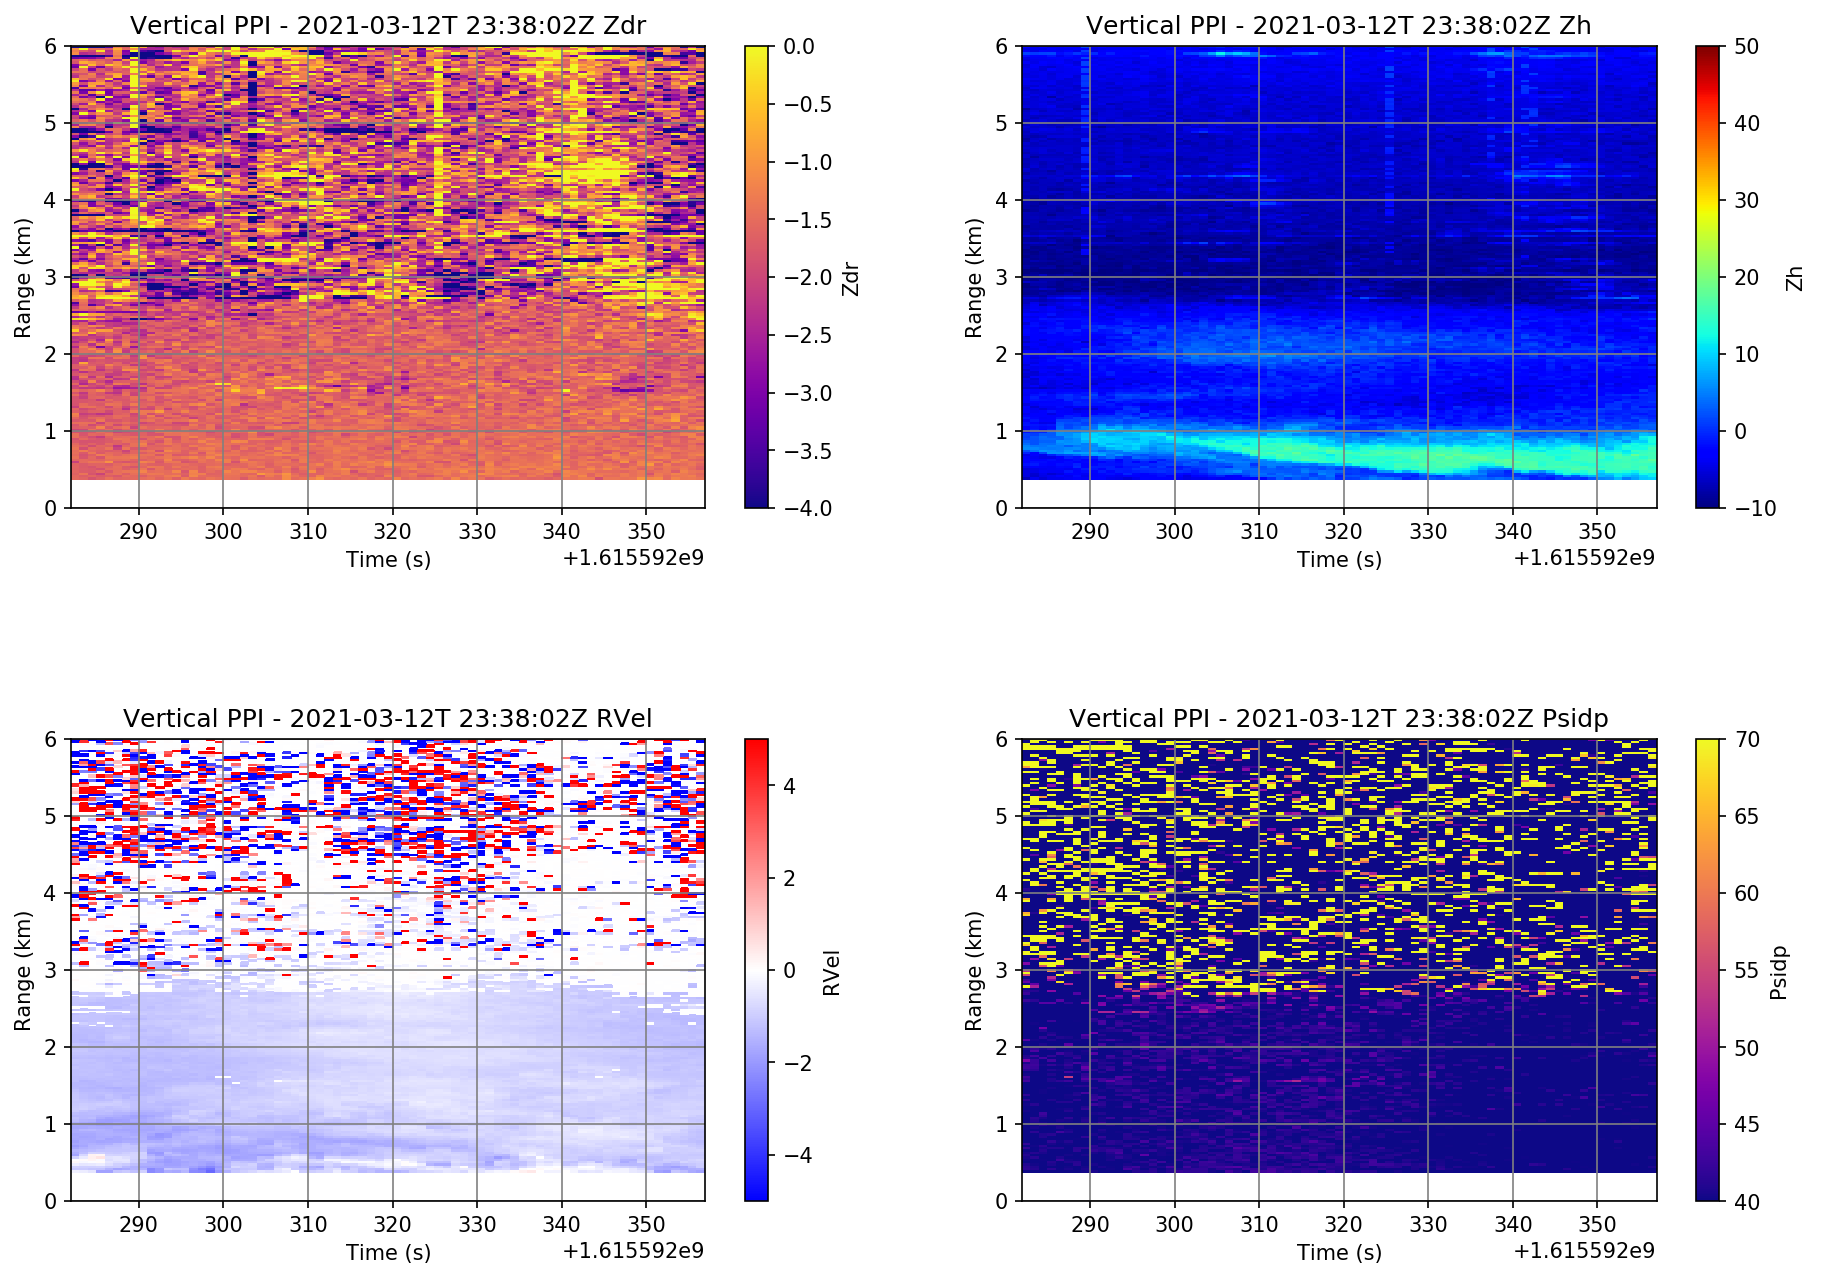 Vertical PPI - 2021-03-12T 23:38:02Z Zdr
6
5
4
3
2
1
0
Range (km)
290 300 310 320 330 340 350
Time (s)
+1.615592e9
0.0
−0.5
−1.0
−1.5
−2.0
−2.5
−3.0
−3.5
−4.0
Zdr
Vertical PPI - 2021-03-12T 23:38:02Z Zh
6
5
4
3
2
1
0
Range (km)
290 300 310 320 330 340 350
Time (s)
+1.615592e9
50
40
30
20
10
0
−10
Zh
Vertical PPI - 2021-03-12T 23:38:02Z RVel
6
5
4
3
2
1
0
Range (km)
290 300 310 320 330 340 350
Time (s)
+1.615592e9
4
2
0
−2
−4
RVel
Vertical PPI - 2021-03-12T 23:38:02Z Psidp
6
5
4
3
2
1
0
Range (km)
290 300 310 320 330 340 350
Time (s)
+1.615592e9
70
65
60
55
50
45
40
Psidp